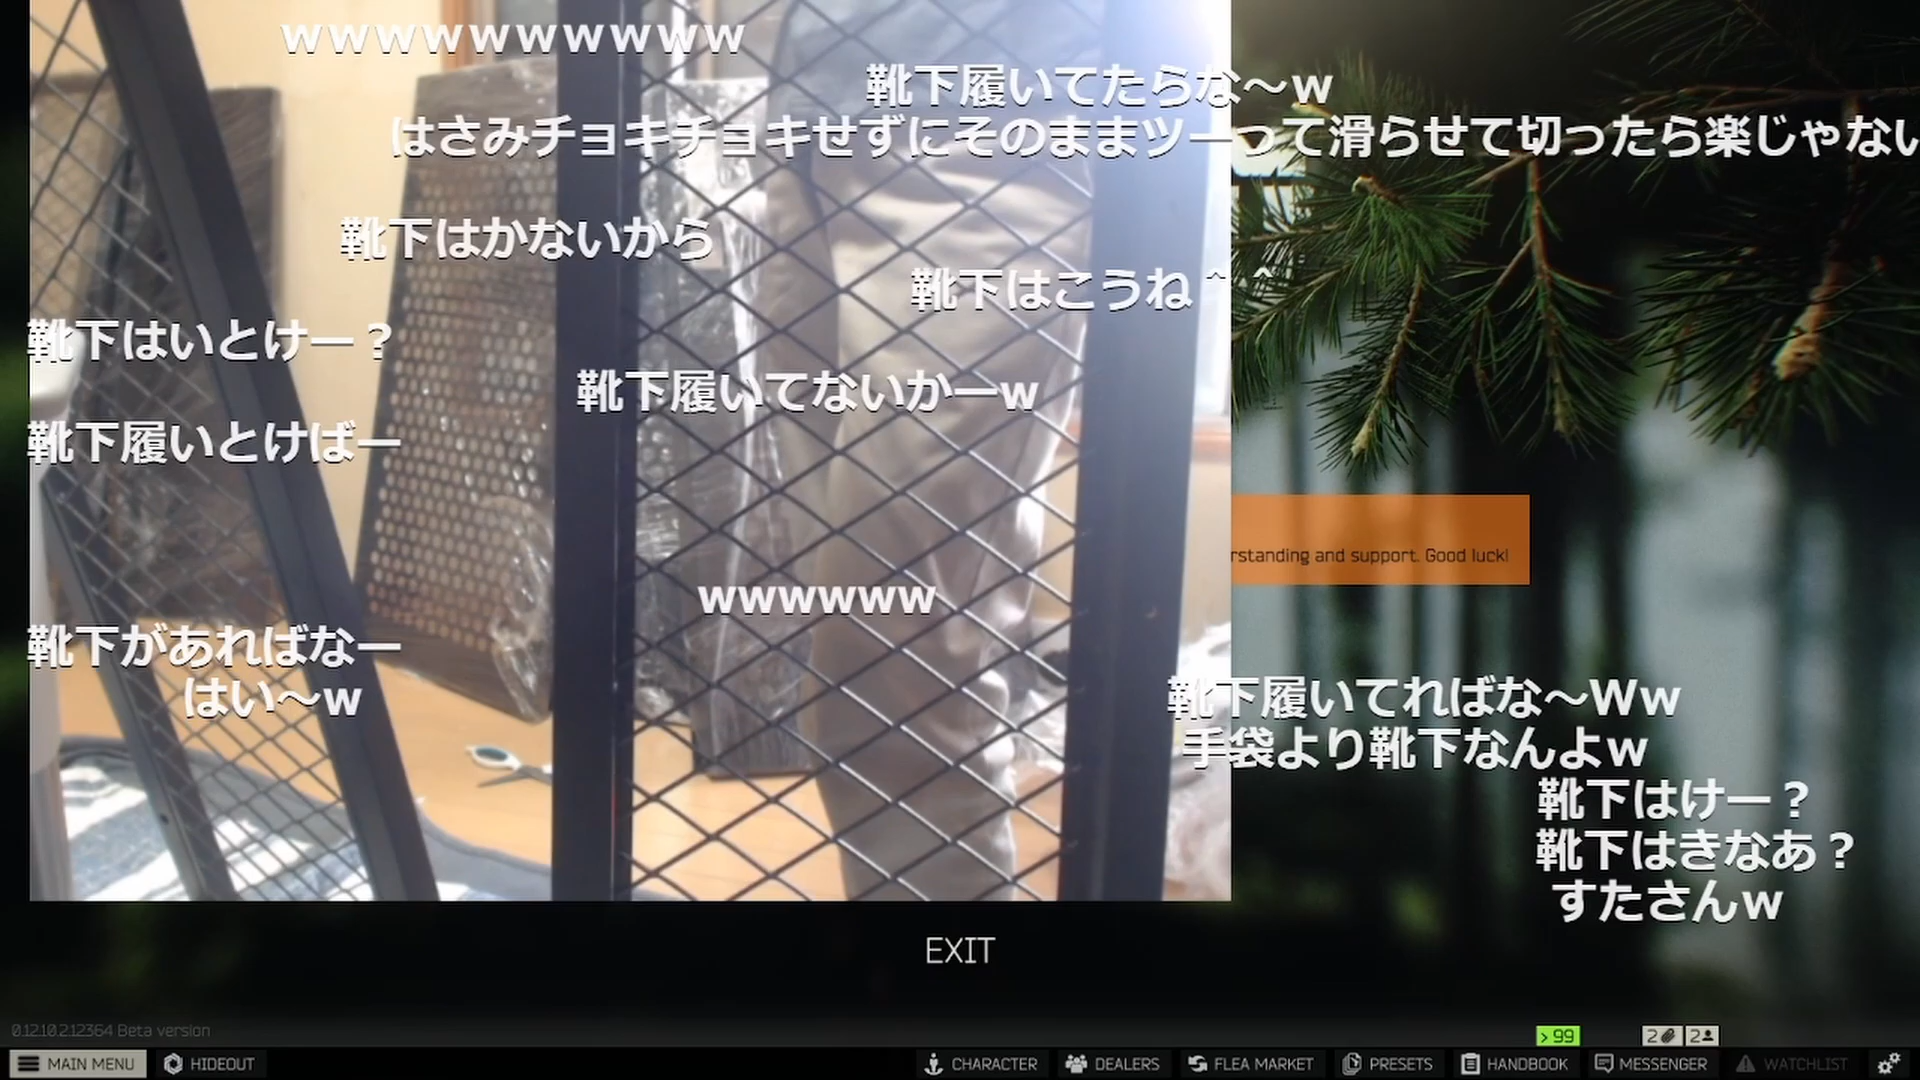 wwwwwwwwwww
靴下履いてたらな～w
はさみチョキチョキせずにそのままツーって滑らせて切ったら楽じゃない
靴下はかないから
靴下はこうね＾＾
靴下はいとけー？
靴下履いてないかーw
靴下履いとけばー
rstanding and support. Good luck!
wwwwwww
靴下があればなー
はい～w
靴下履いてればな～Ww
手袋より靴下なんよw
靴下はけー？
靴下はきなあ？
すたさんw
EXIT
0.12.10.2.12364 Beta version
>99
2 2
MAIN MENU HIDEOUT CHARACTER DEALERS FLEA MARKET PRESETS HANDBOOK MESSENGER WATCHLIST